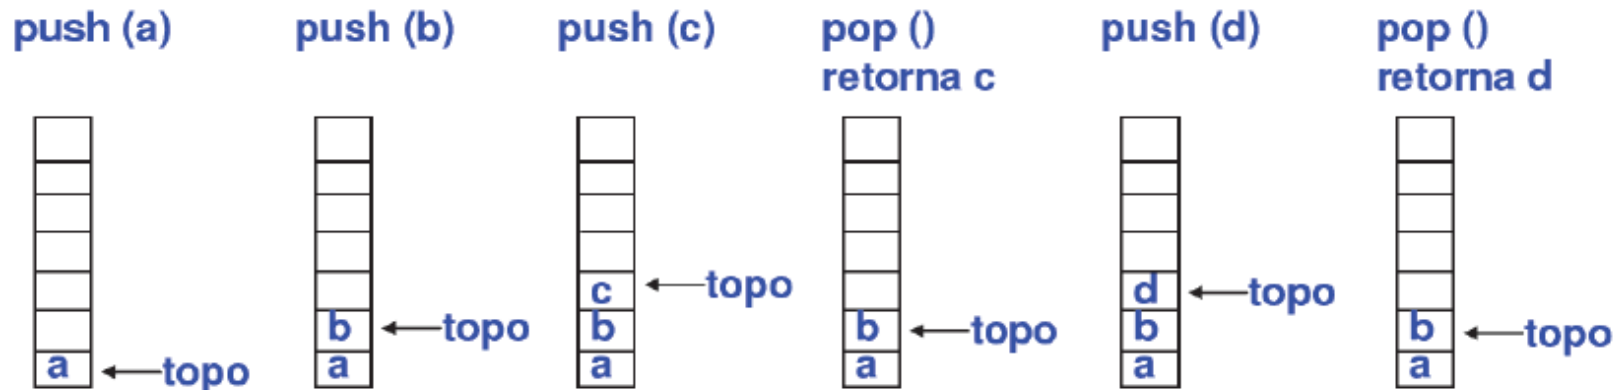 push (a)
push (b)
push (c)
pop ()
retorna c
push (d)
pop ()
retorna d
a
topo
b
topo
a
c
topo
b
a
b
topo
a
d
topo
b
a
b
topo
a